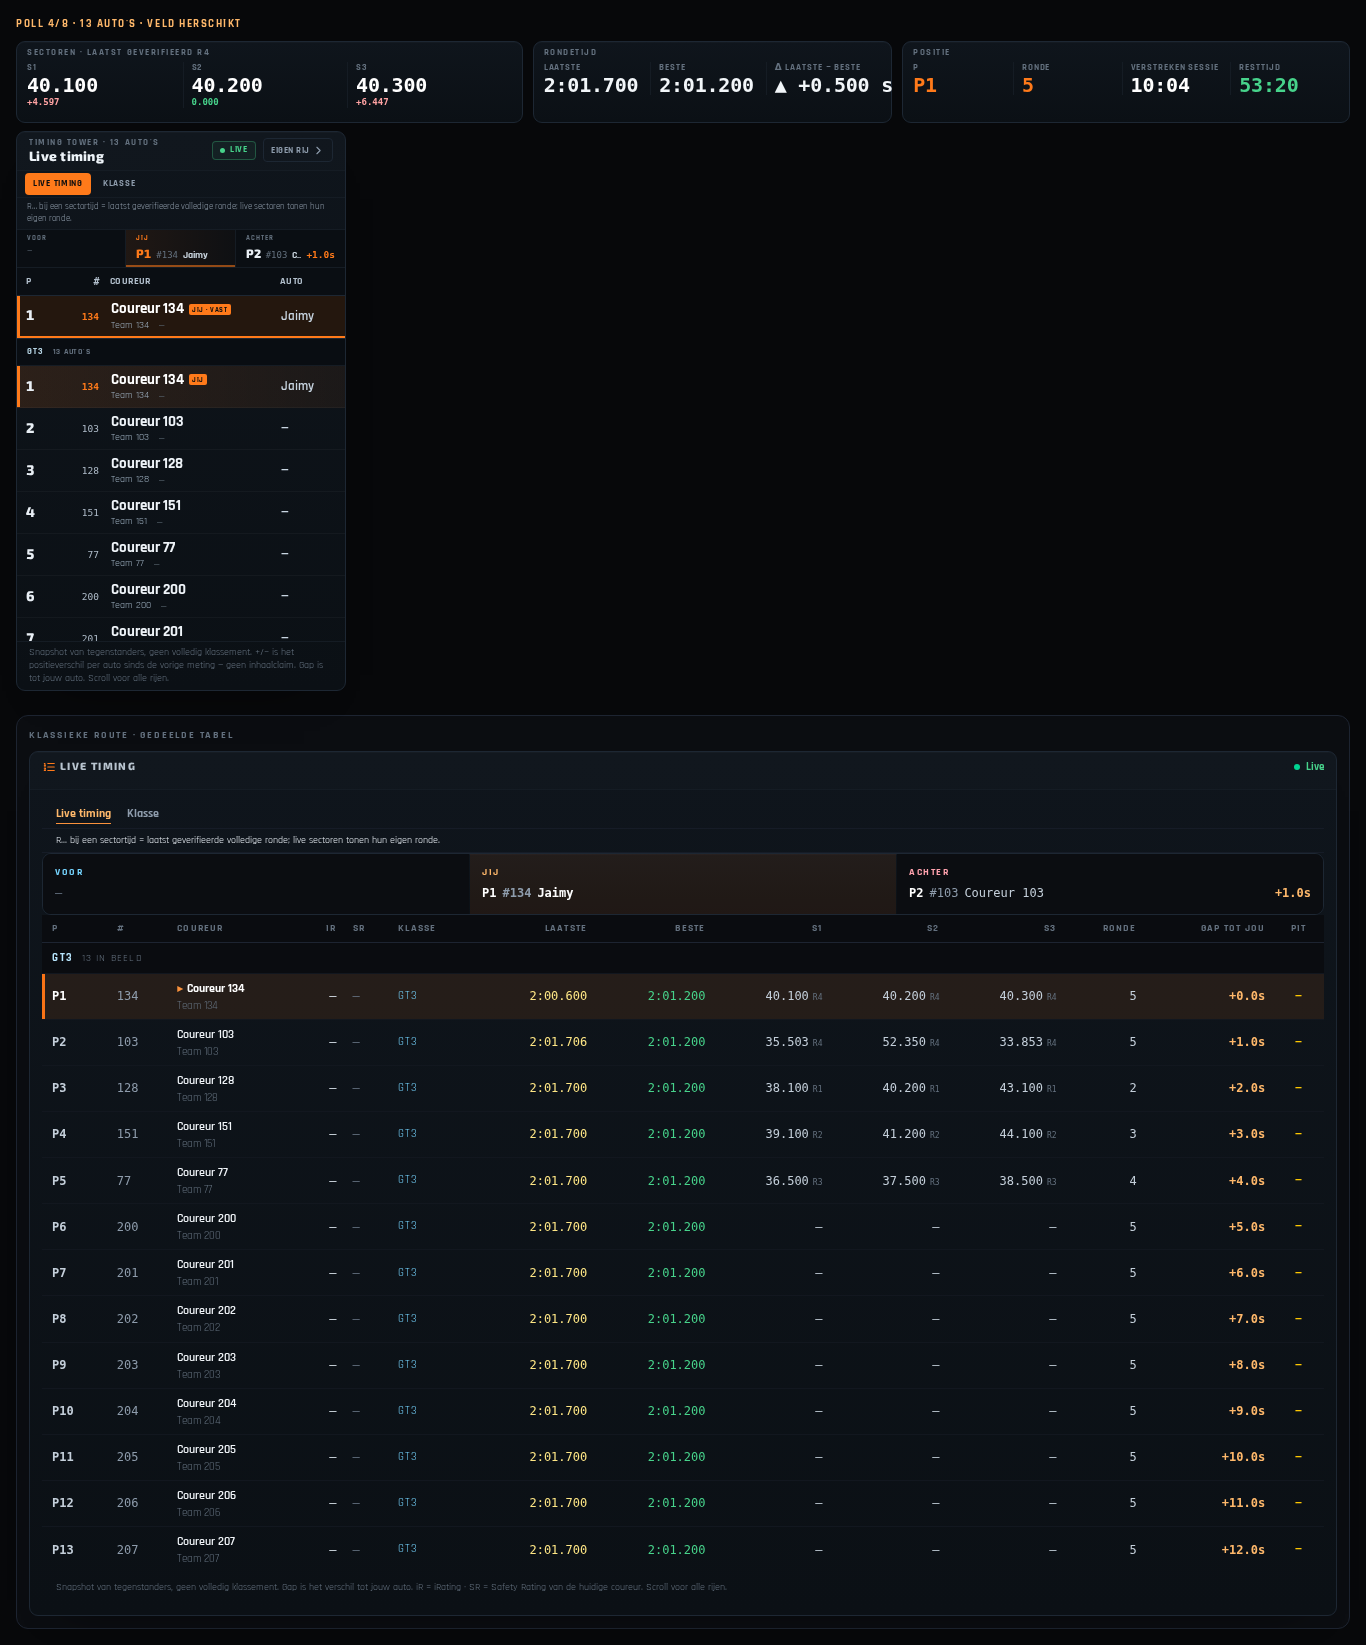 POLL 4/8 · 13 AUTO'S · VELD HERSCHIKT
SECTOREN · LAATST GEVERIFIEERD R4
S1 S2 S3
40.100 40.200 40.300
+4.597 0.000 +6.447
RONDETIJD
LAATSTE BESTE Δ LAATSTE – BESTE
2:01.700 2:01.200 ▲ +0.500 s
POSITIE
P RONDE VERSTREKEN SESSIE RESTTIJD
P1 5 10:04 53:20
TIMING TOWER · 13 AUTO'S
Live timing
LIVE
EIGEN RIJ >
LIVE TIMING KLASSE
R… bij een sectortijd = laatst geverifieerde volledige ronde; live sectoren tonen hun
eigen ronde.
VOOR JIJ ACHTER
— P1 #134 Jaimy P2 #103 C… +1.0s
P # COUREUR AUTO
1 134 Coureur 134 JIJ · VAST Jaimy
Team 134 —
GT3 13 AUTO'S
1 134 Coureur 134 JIJ Jaimy
Team 134 —
2 103 Coureur 103 —
Team 103 —
3 128 Coureur 128 —
Team 128 —
4 151 Coureur 151 —
Team 151 —
5 77 Coureur 77 —
Team 77 —
6 200 Coureur 200 —
Team 200 —
7 201 Coureur 201 —
Snapshot van tegenstanders, geen volledig klassement. +/− is het
positieverschil per auto sinds de vorige meting – geen inhaalclaim. Gap is
tot jouw auto. Scroll voor alle rijen.
KLASSIEKE ROUTE · GEDEELDE TABEL
LIVE TIMING
Live
Live timing Klasse
R… bij een sectortijd = laatst geverifieerde volledige ronde; live sectoren tonen hun eigen ronde.
VOOR JIJ ACHTER
— P1 #134 Jaimy P2 #103 Coureur 103 +1.0s
P # COUREUR IR SR KLASSE LAATSTE BESTE S1 S2 S3 RONDE GAP TOT JOU PIT
GT3 13 IN BEELD
P1 134 ▸ Coureur 134 — — GT3 2:00.600 2:01.200 40.100 R4 40.200 R4 40.300 R4 5 +0.0s —
Team 134
P2 103 Coureur 103 — — GT3 2:01.706 2:01.200 35.503 R4 52.350 R4 33.853 R4 5 +1.0s —
Team 103
P3 128 Coureur 128 — — GT3 2:01.700 2:01.200 38.100 R1 40.200 R1 43.100 R1 2 +2.0s —
Team 128
P4 151 Coureur 151 — — GT3 2:01.700 2:01.200 39.100 R2 41.200 R2 44.100 R2 3 +3.0s —
Team 151
P5 77 Coureur 77 — — GT3 2:01.700 2:01.200 36.500 R3 37.500 R3 38.500 R3 4 +4.0s —
Team 77
P6 200 Coureur 200 — — GT3 2:01.700 2:01.200 — — — 5 +5.0s —
Team 200
P7 201 Coureur 201 — — GT3 2:01.700 2:01.200 — — — 5 +6.0s —
Team 201
P8 202 Coureur 202 — — GT3 2:01.700 2:01.200 — — — 5 +7.0s —
Team 202
P9 203 Coureur 203 — — GT3 2:01.700 2:01.200 — — — 5 +8.0s —
Team 203
P10 204 Coureur 204 — — GT3 2:01.700 2:01.200 — — — 5 +9.0s —
Team 204
P11 205 Coureur 205 — — GT3 2:01.700 2:01.200 — — — 5 +10.0s —
Team 205
P12 206 Coureur 206 — — GT3 2:01.700 2:01.200 — — — 5 +11.0s —
Team 206
P13 207 Coureur 207 — — GT3 2:01.700 2:01.200 — — — 5 +12.0s —
Team 207
Snapshot van tegenstanders, geen volledig klassement. Gap is het verschil tot jouw auto. iR = iRating · SR = Safety Rating van de huidige coureur. Scroll voor alle rijen.